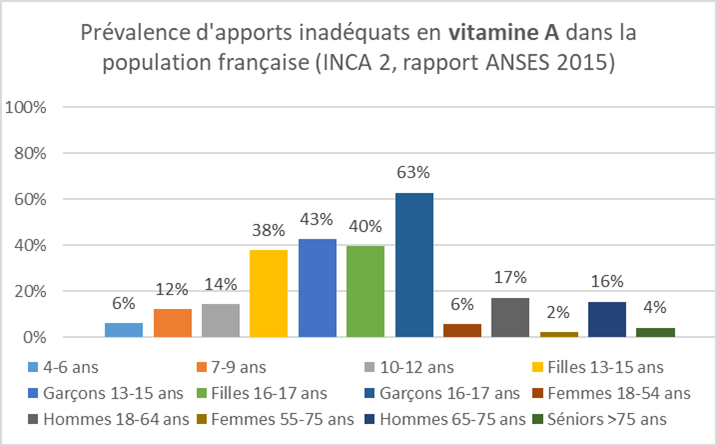 Prévalence d'apports inadéquats en vitamine A dans la
population française (INCA 2, rapport ANSES 2015)
100%
80%
60%
40%
20%
0%
6%
12%
14%
38%
43%
40%
63%
6%
17%
2%
16%
4%
4-6 ans
7-9 ans
10-12 ans
Filles 13-15 ans
Garçons 13-15 ans
Filles 16-17 ans
Garçons 16-17 ans
Femmes 18-54 ans
Hommes 18-64 ans
Femmes 55-75 ans
Hommes 65-75 ans
Séniors >75 ans